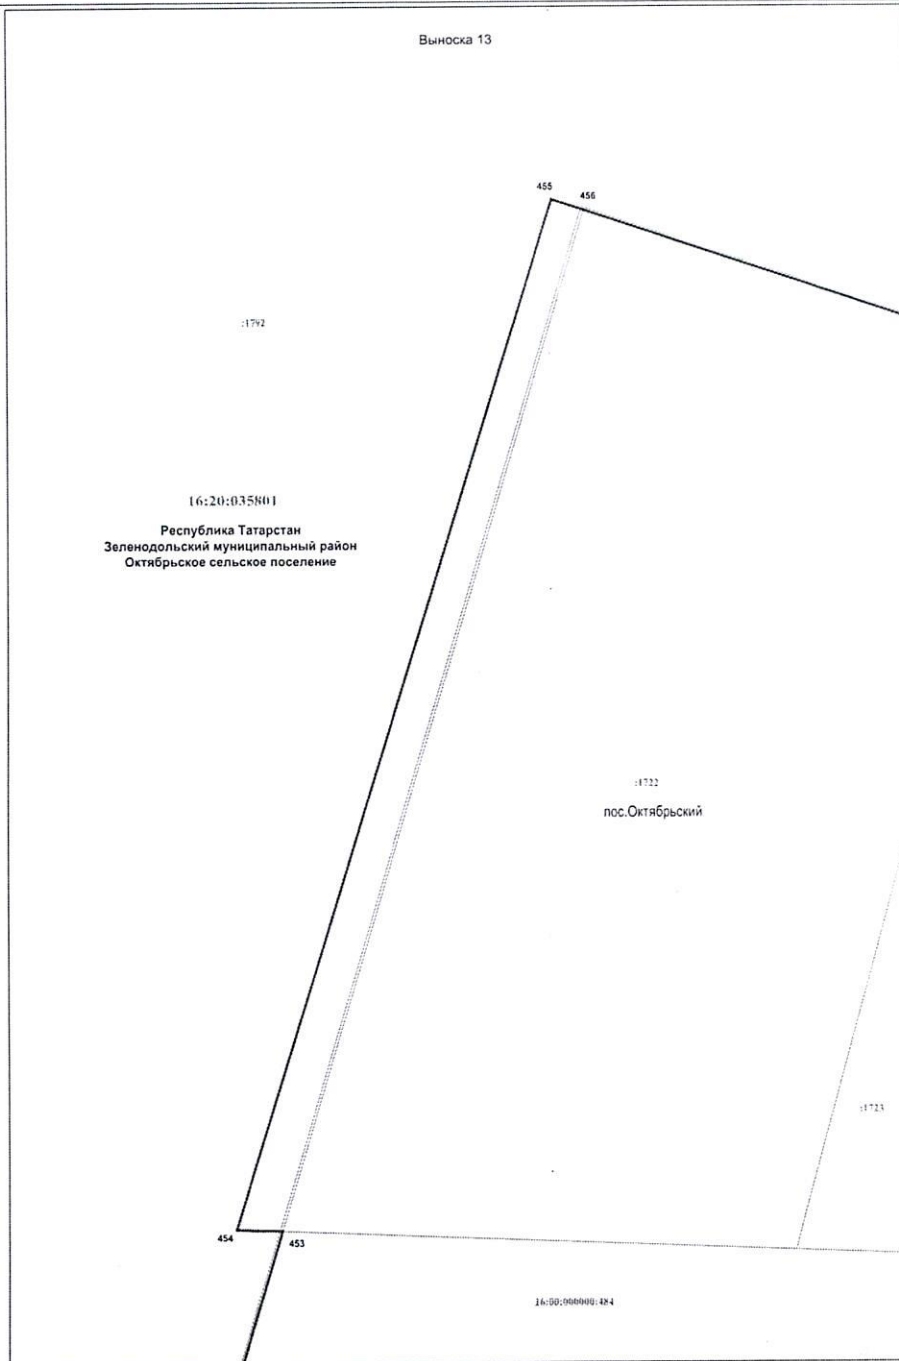 Выноска 13
455
456
:1792
16:20:035801
Республика Татарстан
Зеленодольский муниципальный район
Октябрьское сельское поселение
:1722
пос.Октябрьский
:1723
454
453
16:00:000000:484